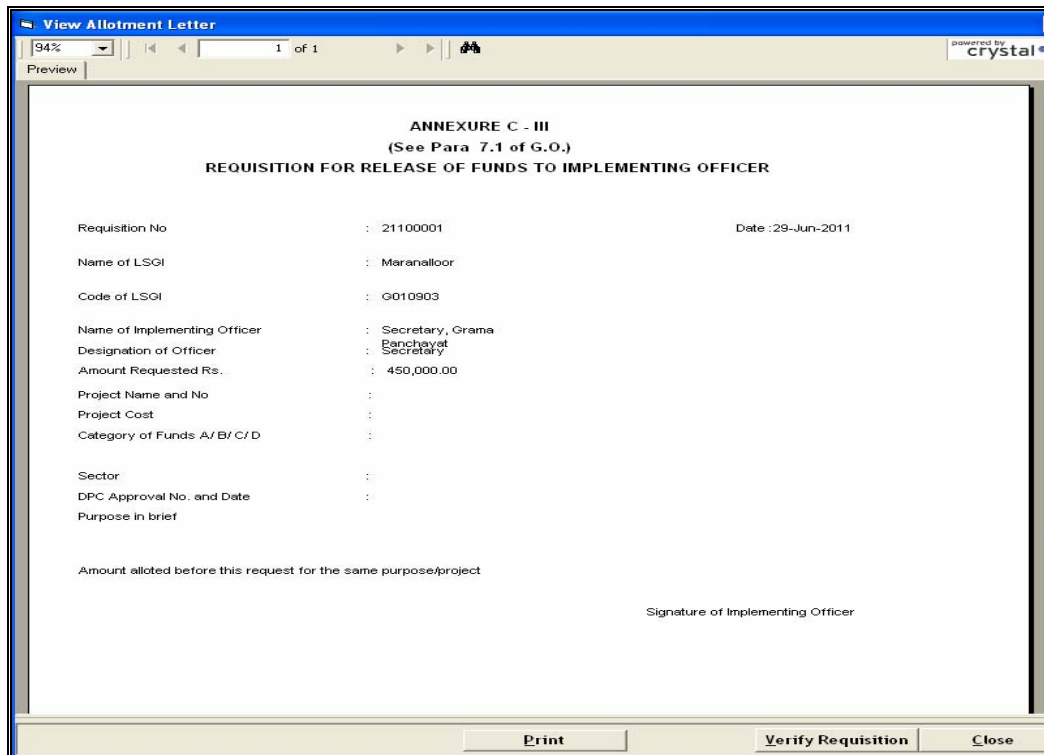 View Allotment Letter
94% 1 of 1 powered by crystal
Preview
ANNEXURE C - III
(See Para 7.1 of G.O.)
REQUISITION FOR RELEASE OF FUNDS TO IMPLEMENTING OFFICER
Requisition No : 21100001 Date :29-Jun-2011
Name of LSGI : Maranalloor
Code of LSGI : G010903
Name of Implementing Officer : Secretary, Grama
Panchayat
Designation of Officer : Secretary
Amount Requested Rs. : 450,000.00
Project Name and No :
Project Cost :
Category of Funds A/ B/ C/ D :
Sector :
DPC Approval No. and Date :
Purpose in brief
Amount alloted before this request for the same purpose/project
Signature of Implementing Officer
Print Verify Requisition Close